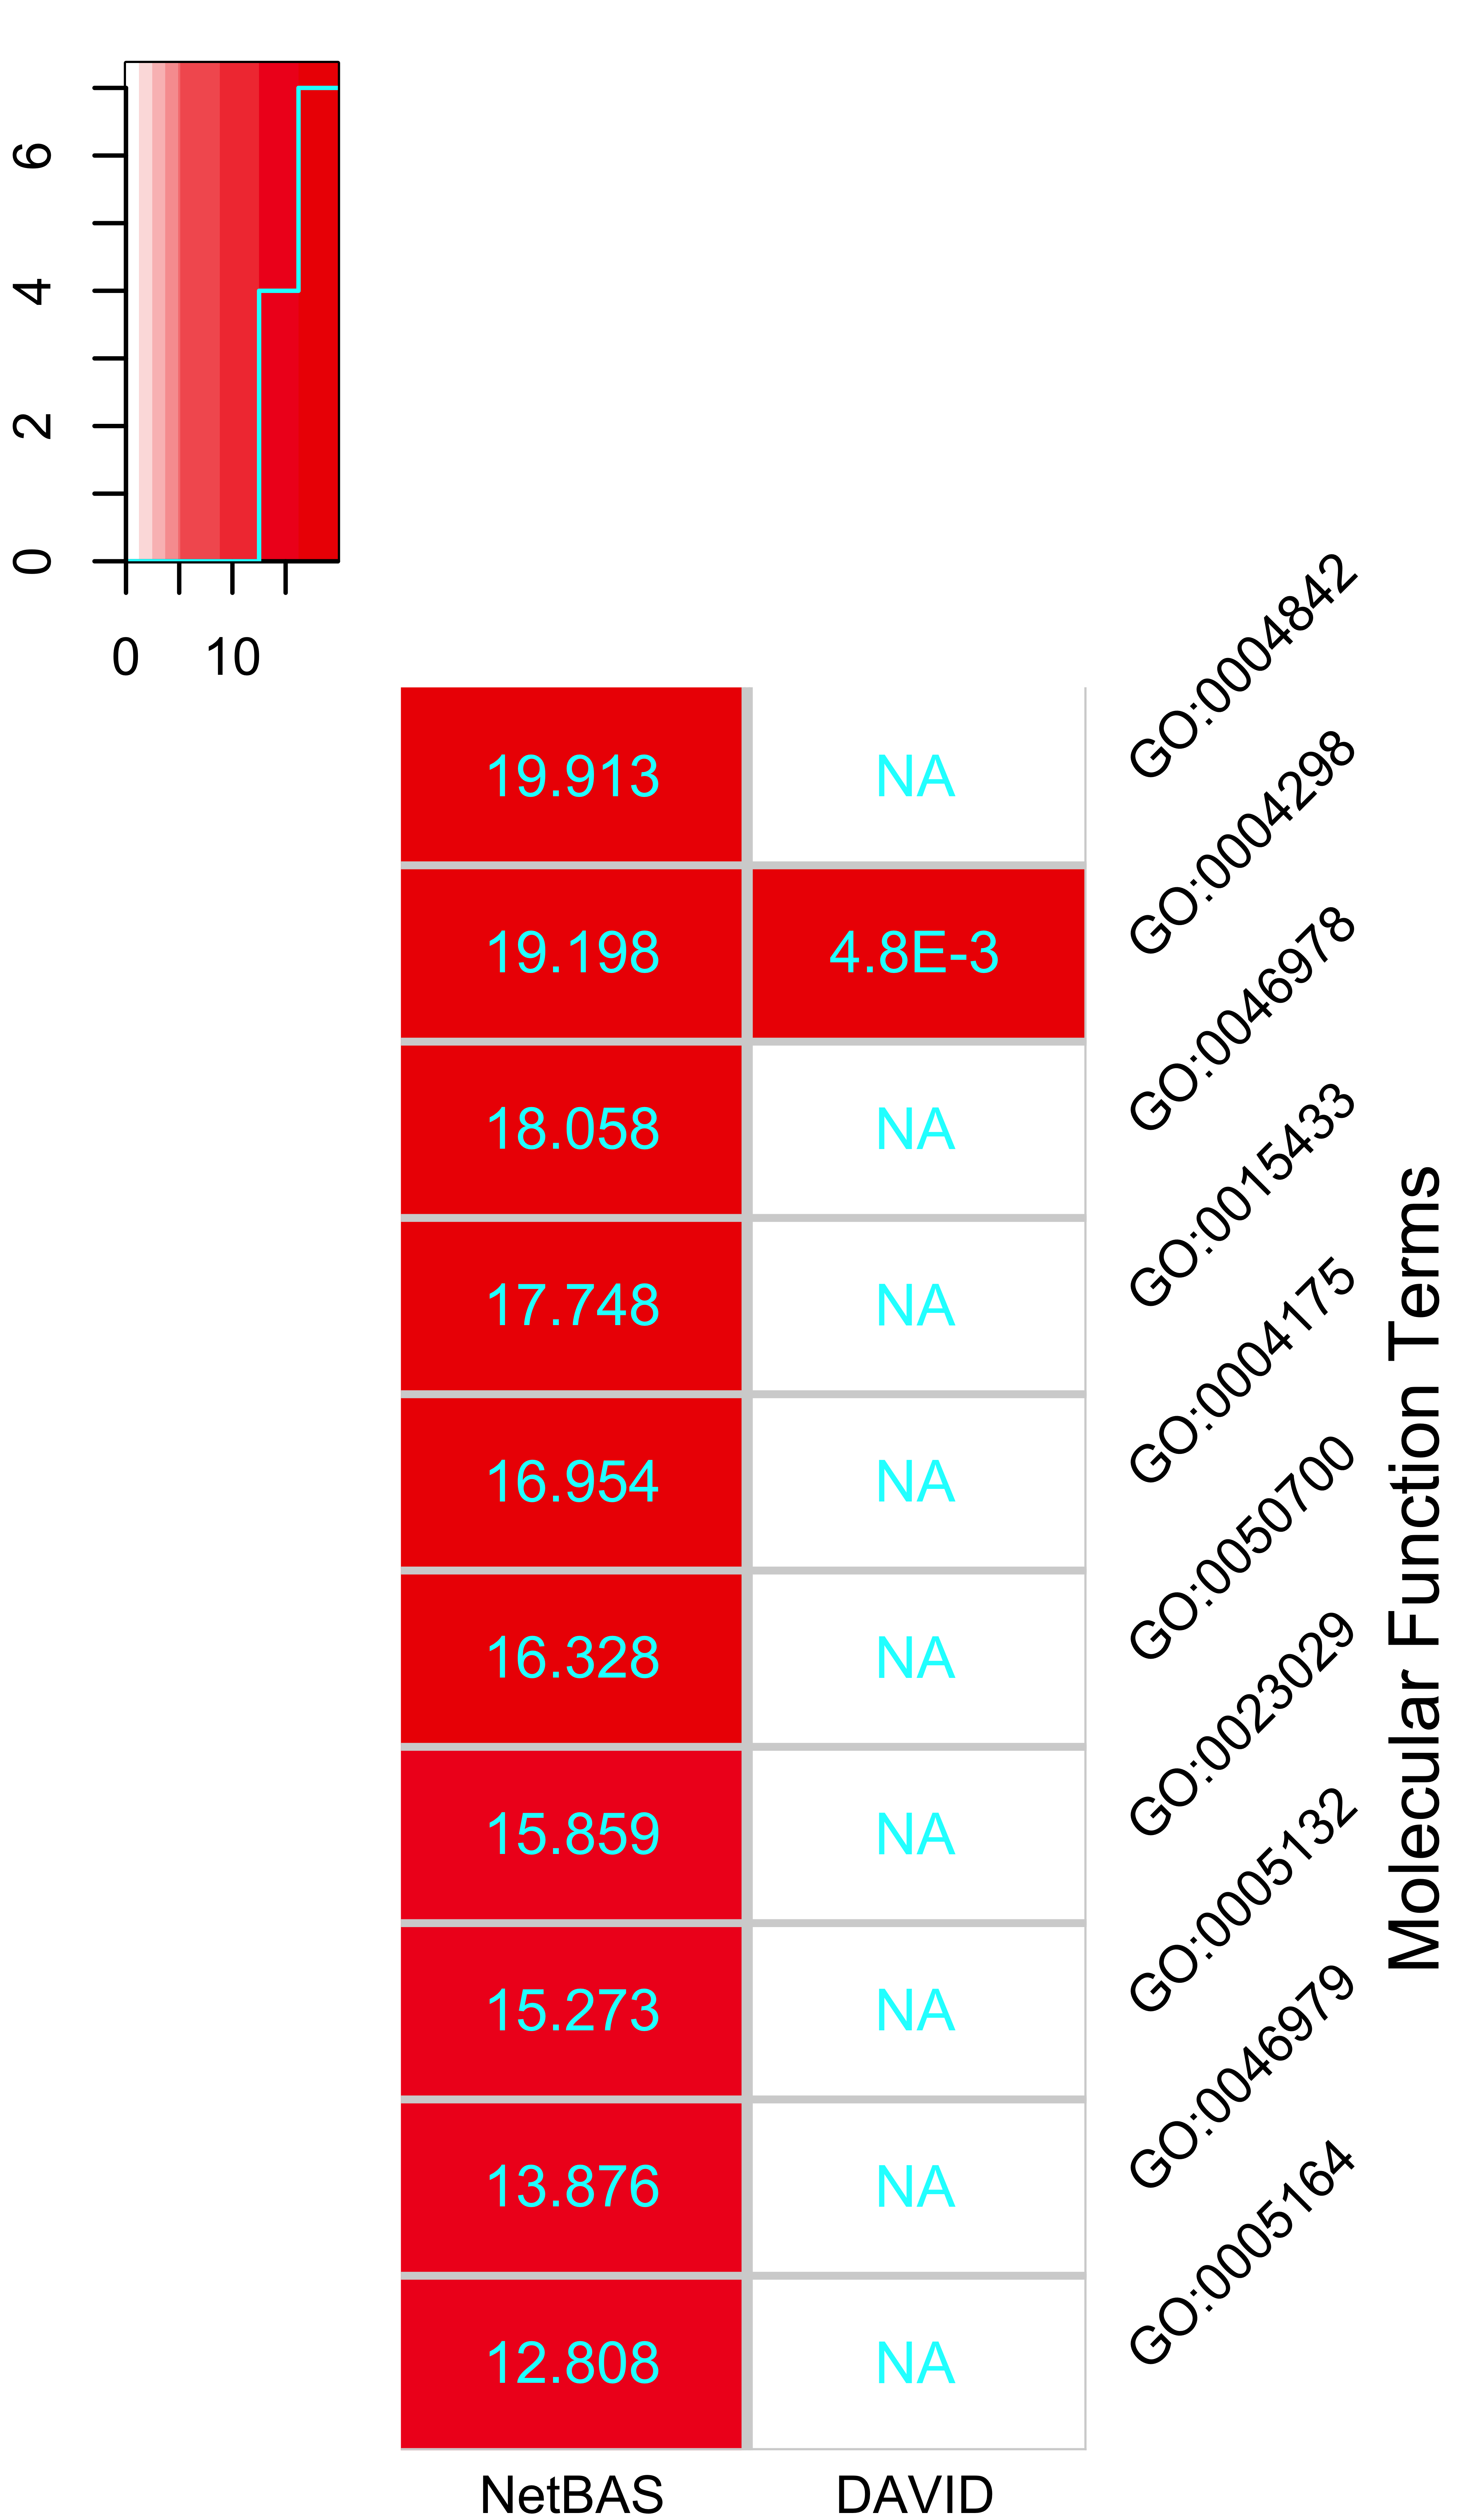 6
4
2
0
0 10
GO:0004842
19.913 NA
GO:0004298
19.198 4.8E-3
GO:0046978
18.058 NA
GO:0015433
17.748 NA
GO:0004175
16.954 NA
GO:0050700
16.328 NA
GO:0023029
15.859 NA
GO:0005132
15.273 NA
GO:0046979
13.876 NA
GO:0005164
12.808 NA
NetBAS DAVID
Molecular Function Terms